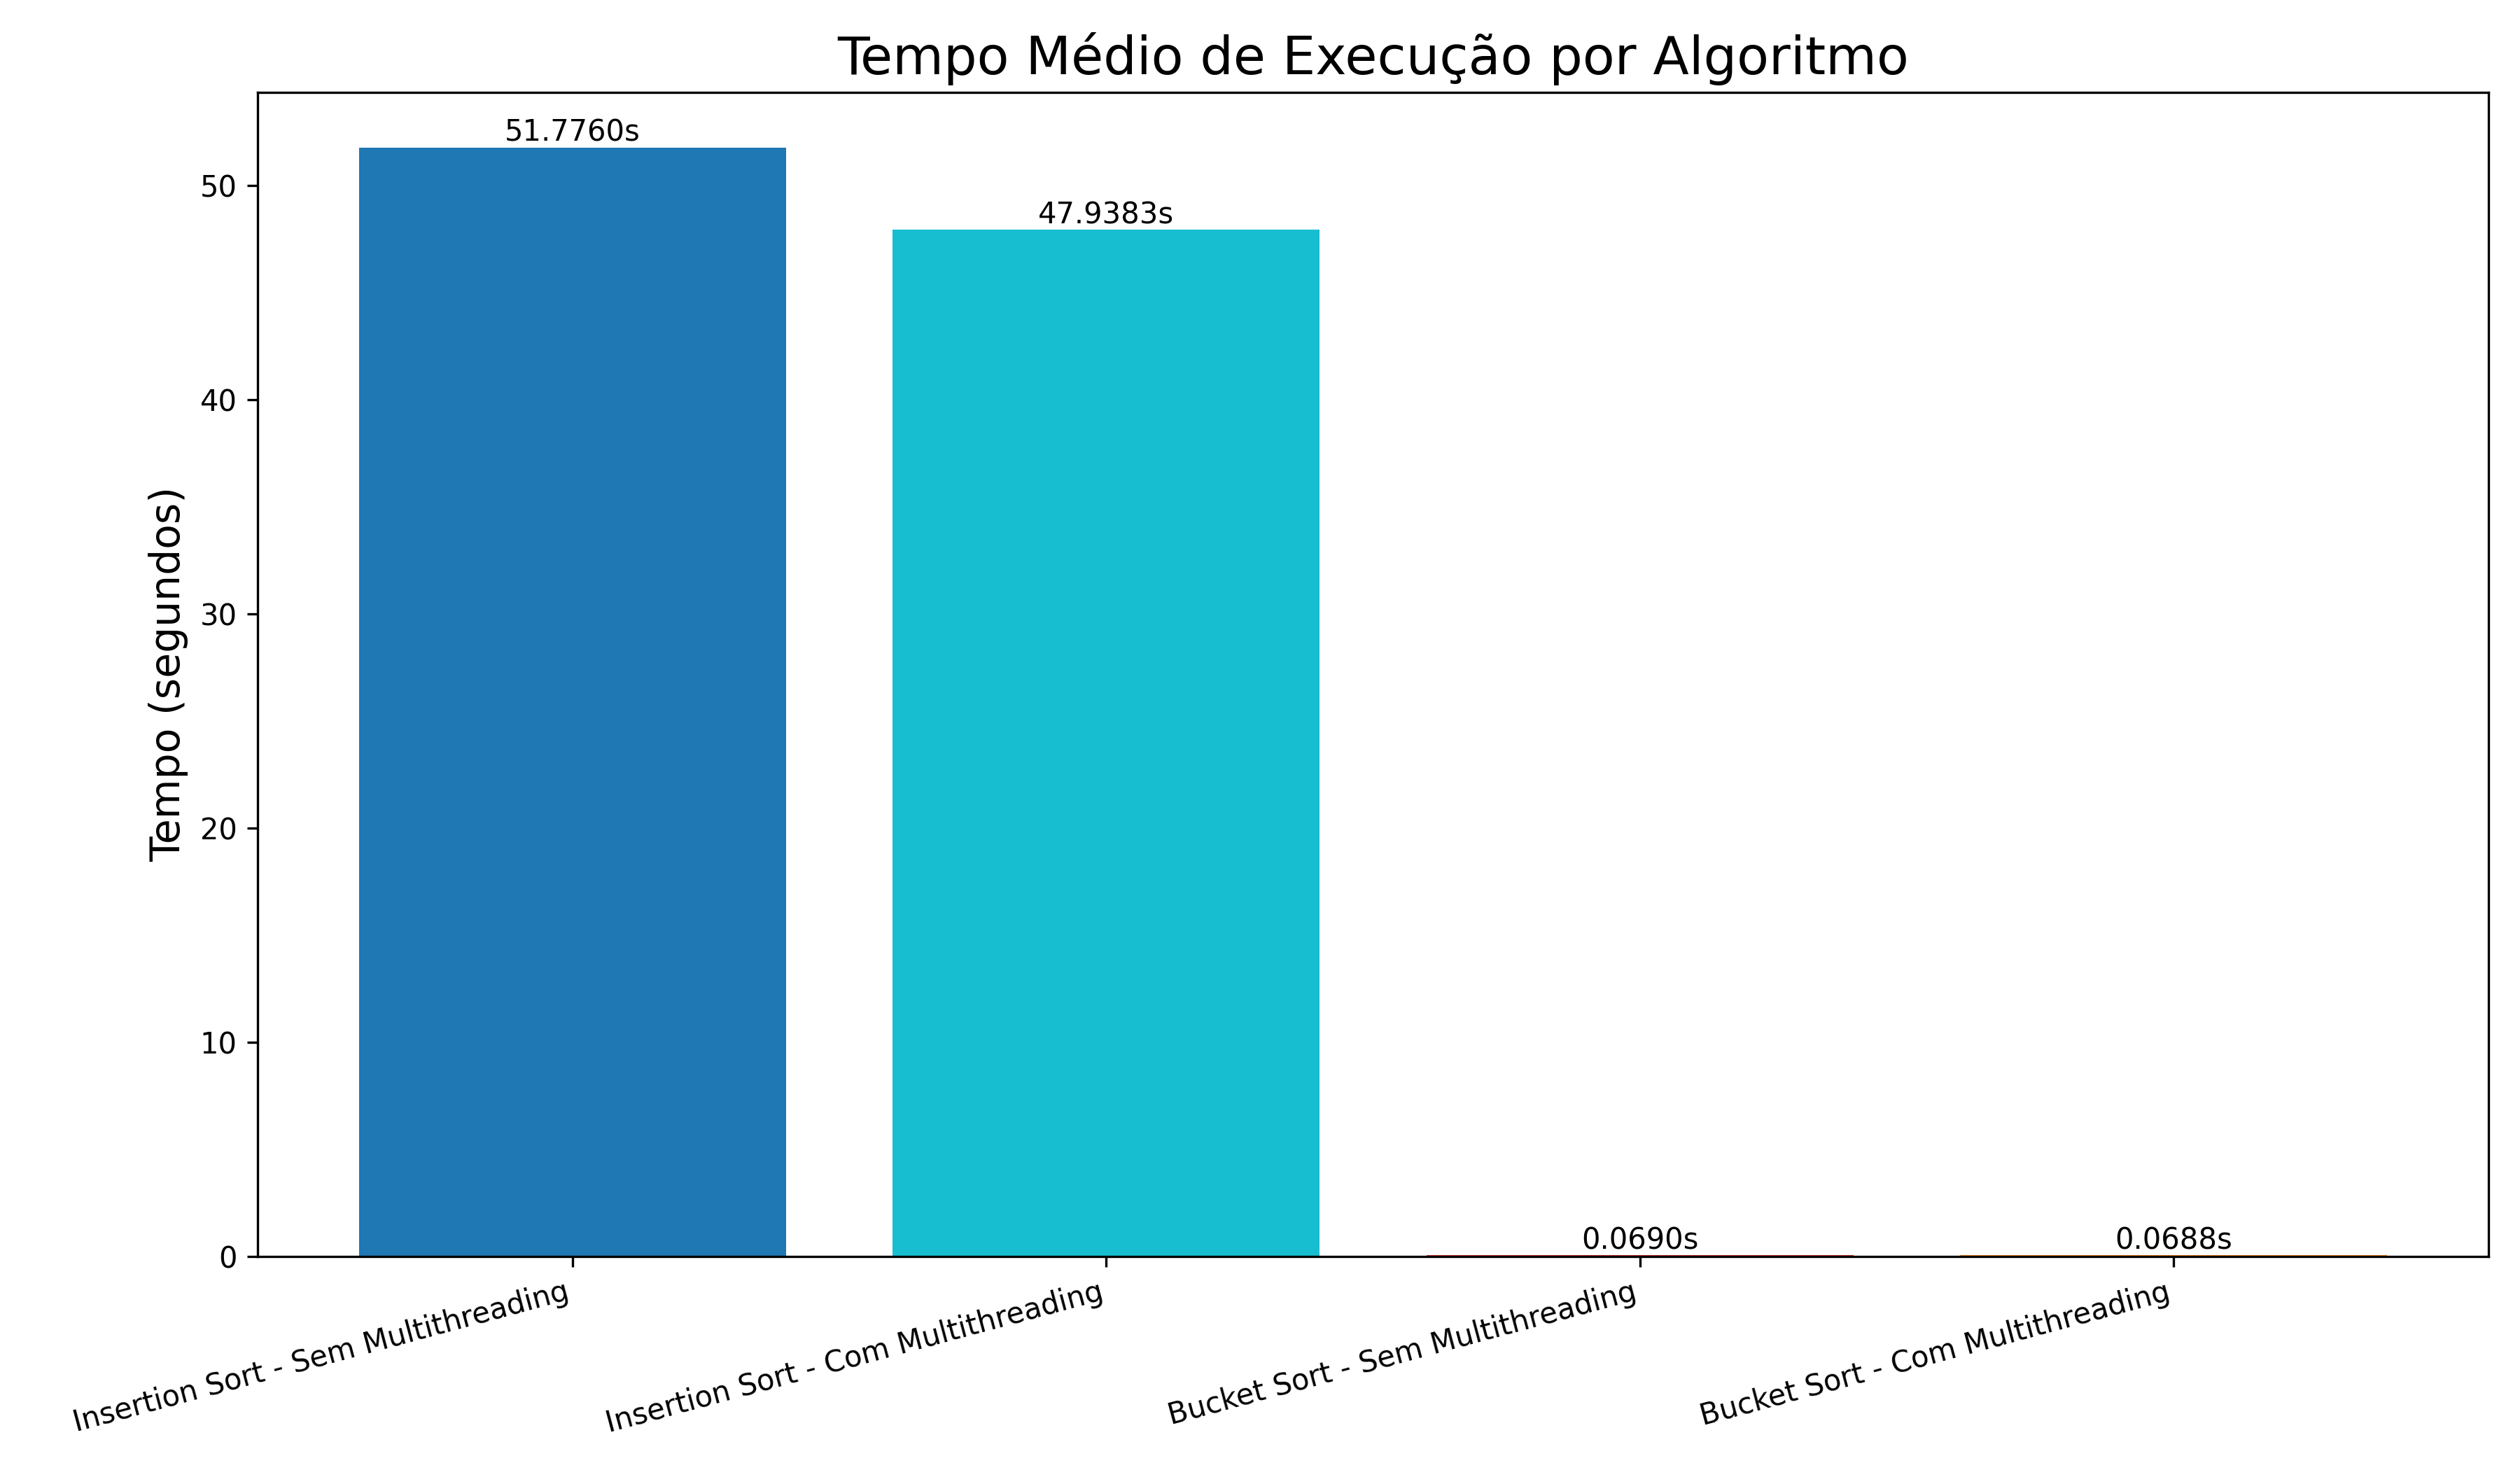 Tempo Médio de Execução por Algoritmo
Tempo (segundos)
50
40
30
20
10
0
51.7760s
47.9383s
0.0690s
0.0688s
Insertion Sort - Sem Multithreading
Insertion Sort - Com Multithreading
Bucket Sort - Sem Multithreading
Bucket Sort - Com Multithreading